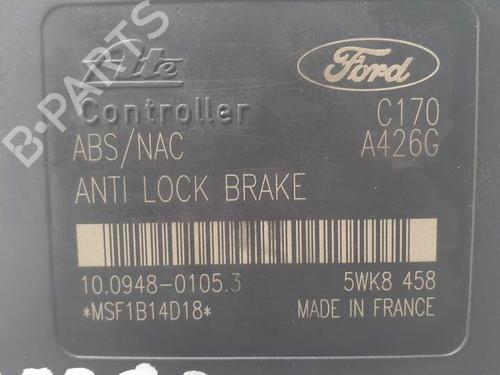 Ate
Ford
Controller
C170
ABS/NAC
A426G
ANTI LOCK BRAKE
10.0948-0105.3
5WK8 458
*MSF1B14D18*
MADE IN FRANCE
B-PARTS